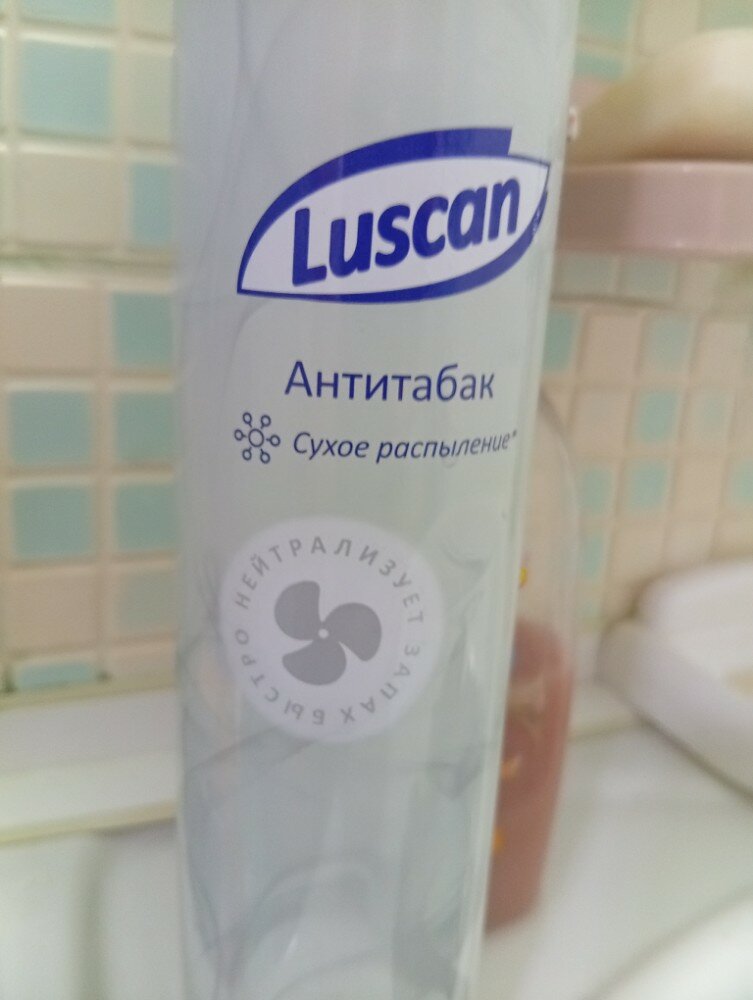 Luscan
Антитабак
Сухое распыление*
БЫСТРО НЕЙТРАЛИЗУЕТ ЗАПАХ